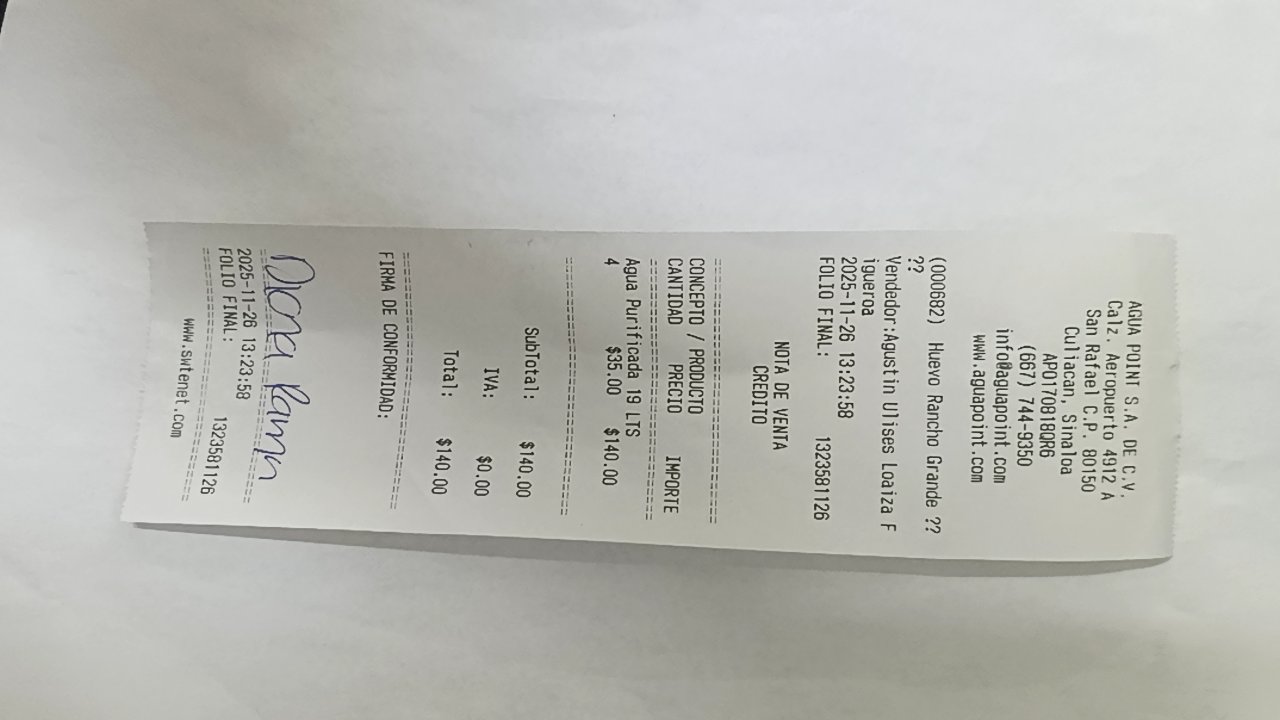 AGUA POINT S.A. DE C.V.
Calz. Aeropuerto 4912 A
San Rafael C.P. 80150
Culiacan, Sinaloa
APO170818QR6
(667) 744-9350
info@aguapoint.com
www.aguapoint.com
(000682) Huevo Rancho Grande ??
??
Vendedor:Agustin Ulises Loaiza F
igueroa
2025-11-26 13:23:58
FOLIO FINAL: 1323581126
NOTA DE VENTA
CREDITO
CONCEPTO / PRODUCTO
CANTIDAD PRECIO IMPORTE
Agua Purificada 19 LTS
4 $35.00 $140.00
SubTotal: $140.00
IVA: $0.00
Total: $140.00
FIRMA DE CONFORMIDAD:
Diana
2025-11-26 13:23:58
FOLIO FINAL: 1323581126
www.swtenet.com